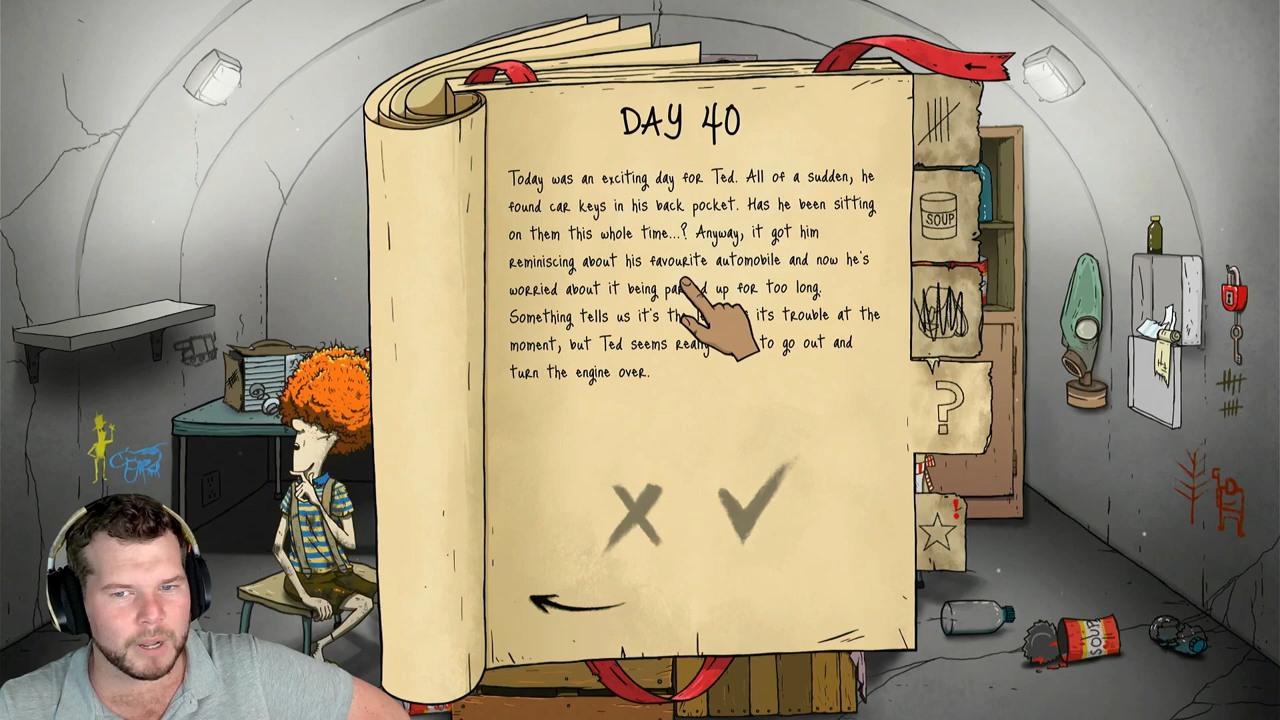 DAY 40
Today was an exciting day for Ted. All of a sudden, he
found car keys in his back pocket. Has he been sitting
on them this whole time...? Anyway, it got him
reminiscing about his favourite automobile and now he's
worried about it being up for too long.
Something tells us it's its trouble at the
moment, but Ted seems to go out and
turn the engine over.
SOUP
?
!
SOUP